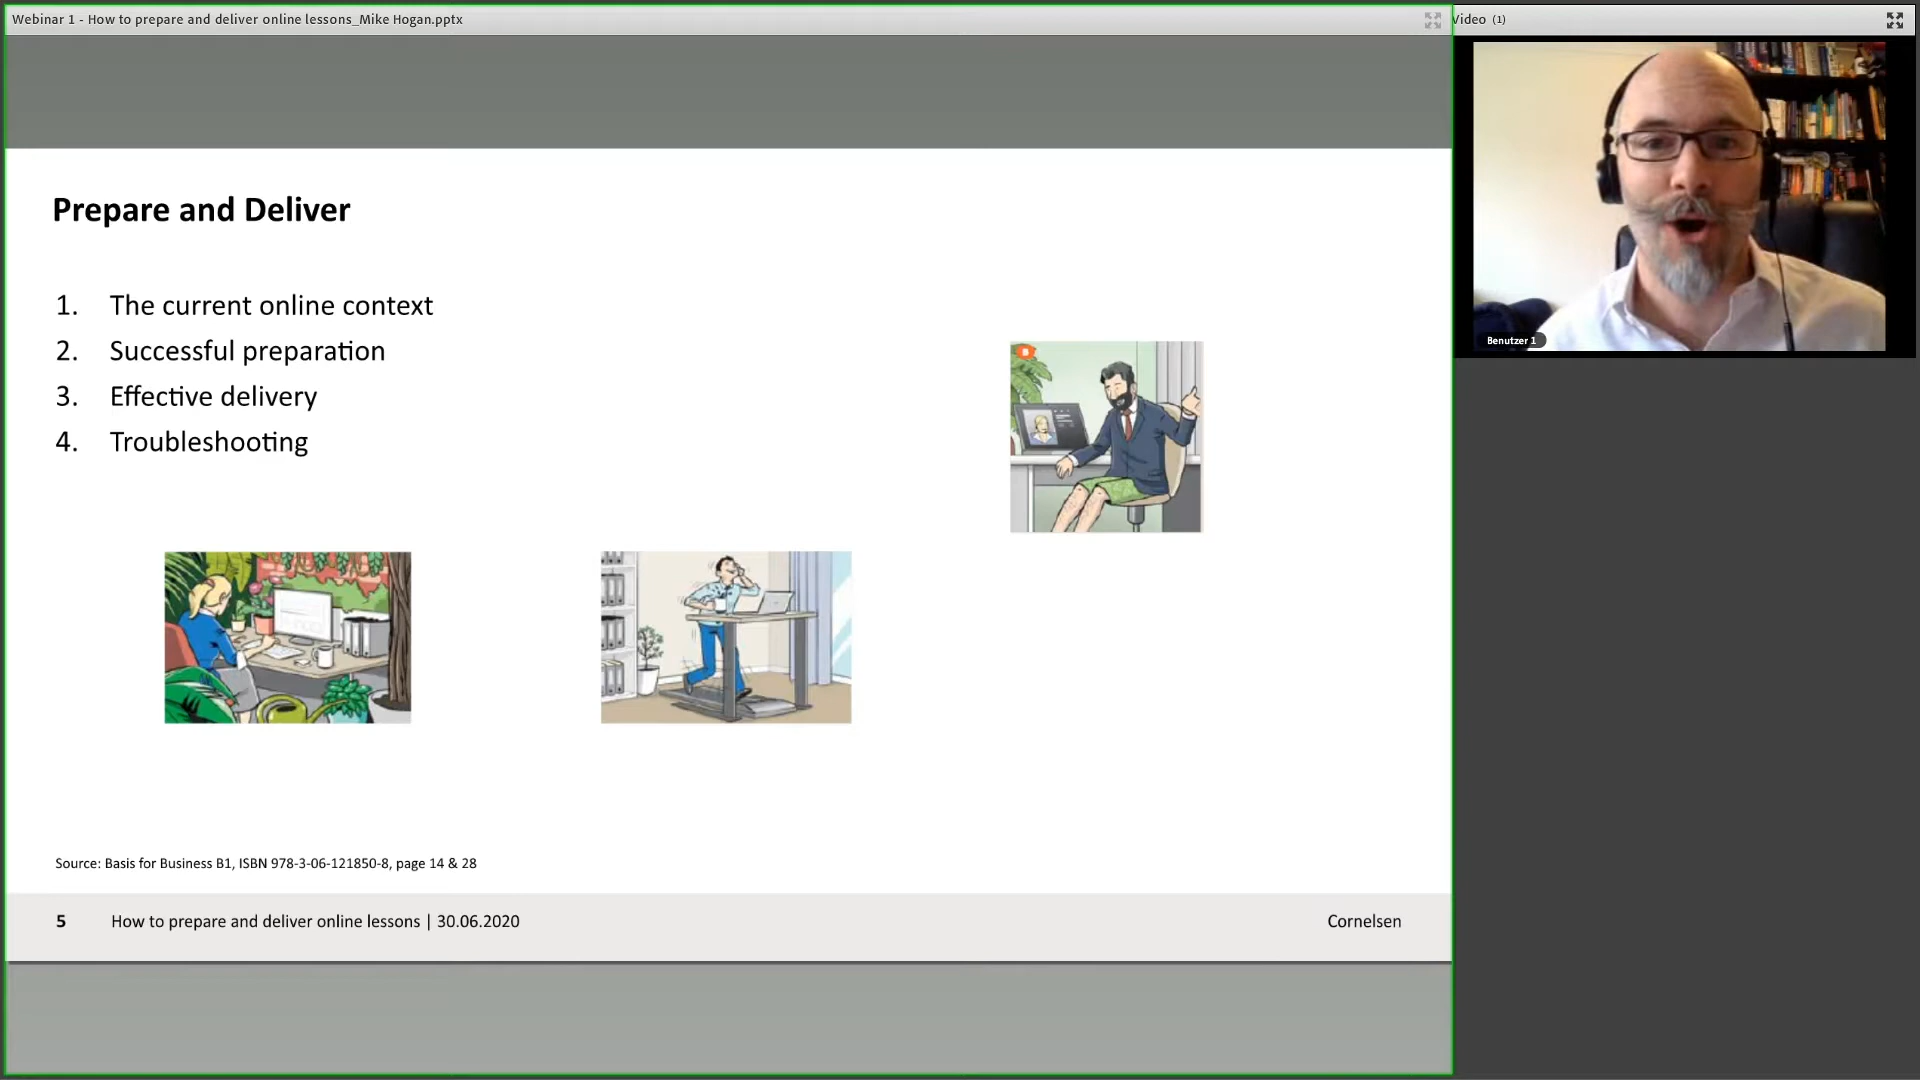 Webinar 1 - How to prepare and deliver online lessons_Mike Hogan.pptx
Video (1)
Prepare and Deliver
1. The current online context
2. Successful preparation
3. Effective delivery
4. Troubleshooting
Benutzer 1
B
Source: Basis for Business B1, ISBN 978-3-06-121850-8, page 14 & 28
5 How to prepare and deliver online lessons | 30.06.2020 Cornelsen